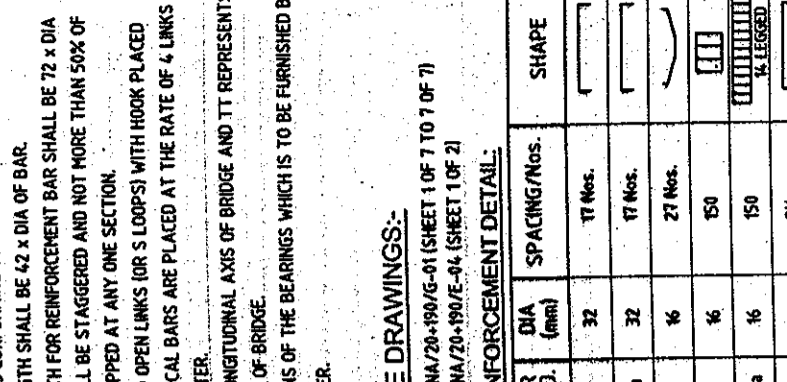 GTH SHALL BE 42 x DIA OF BAR.
H FOR REINFORCEMENT BAR SHALL BE 72 x DIA
L BE STAGGERED AND NOT MORE THAN 50% OF
PPED AT ANY ONE SECTION.
OPEN LINKS (OR S LOOPS) WITH HOOK PLACED
CAL BARS ARE PLACED AT THE RATE OF 4 LINKS
TER.
NGITUDINAL AXIS OF BRIDGE AND TT REPRESENTS
OF BRIDGE.
NS OF THE BEARINGS WHICH IS TO BE FURNISHED B
ER.
E DRAWINGS:-
NA/20+190/G-01 (SHEET 1 OF 7 TO 7 OF 7)
NA/20+190/E-04 (SHEET 1 OF 2)
NFORCEMENT DETAIL:
DIA (mm) SPACING/Nos. SHAPE
32 17 Nos.
32 17 Nos.
16 27 Nos.
16 150
a 16 150 14 LEGGED